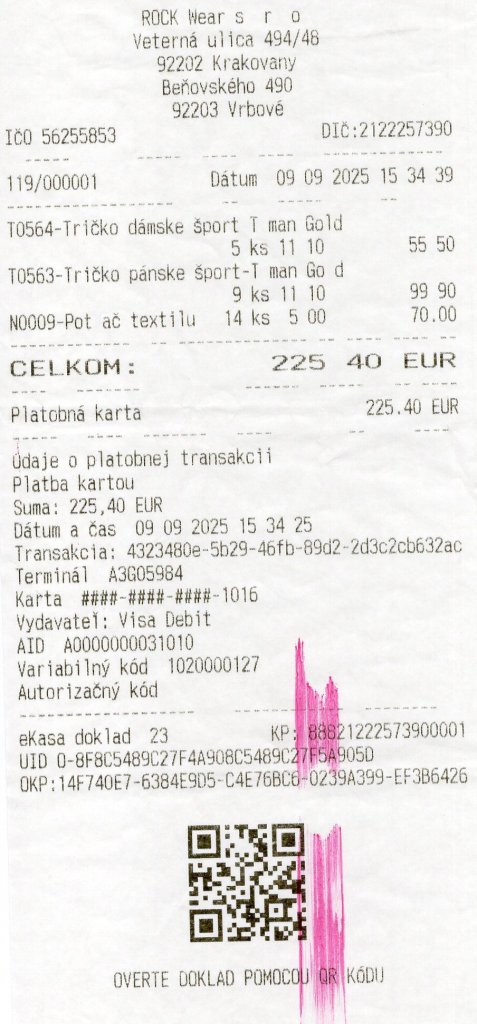 ROCK Wear s r o
Veterná ulica 494/48
92202 Krakovany
Beňovského 490
92203 Vrbové
IČO 56255853 DIČ:2122257390
119/000001 Dátum 09 09 2025 15 34 39
T0564-Tričko dámske šport T man Gold
5 ks 11 10 55 50
T0563-Tričko pánske šport-T man Go d
9 ks 11 10 99 90
N0009-Pot ač textilu 14 ks 5 00 70.00
CELKOM: 225 40 EUR
Platobná karta 225.40 EUR
Údaje o platobnej transakcii
Platba kartou
Suma: 225,40 EUR
Dátum a čas 09 09 2025 15 34 25
Transakcia: 4323480e-5b29-46fb-89d2-2d3c2cb632ac
Terminál A3G05984
Karta ####-####-####-1016
Vydavateľ: Visa Debit
AID A0000000031010
Variabilný kód 1020000127
Autorizačný kód
eKasa doklad 23 KP: 88821222573900001
UID O-8F8C5489C27F4A908C5489C27F5A905D
OKP:14F740E7-6384E9D5-C4E76BC6-0239A399-EF3B6426
OVERTE DOKLAD POMOCOU QR KÓDU